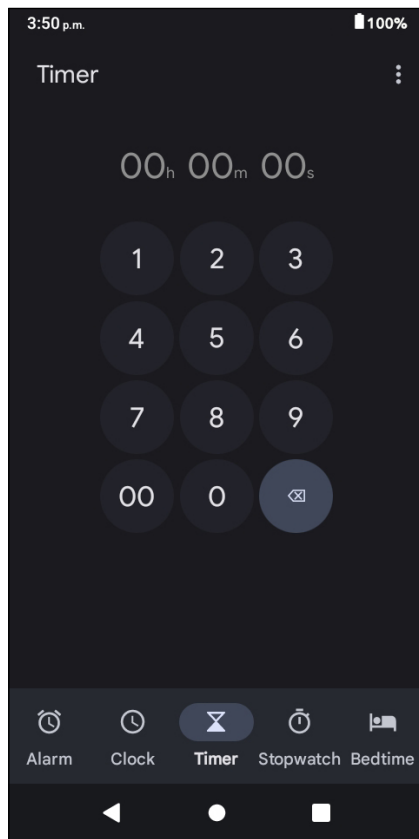 3:50 p.m. 100%
Timer
00h 00m 00s
1 2 3
4 5 6
7 8 9
00 0
Alarm Clock Timer Stopwatch Bedtime